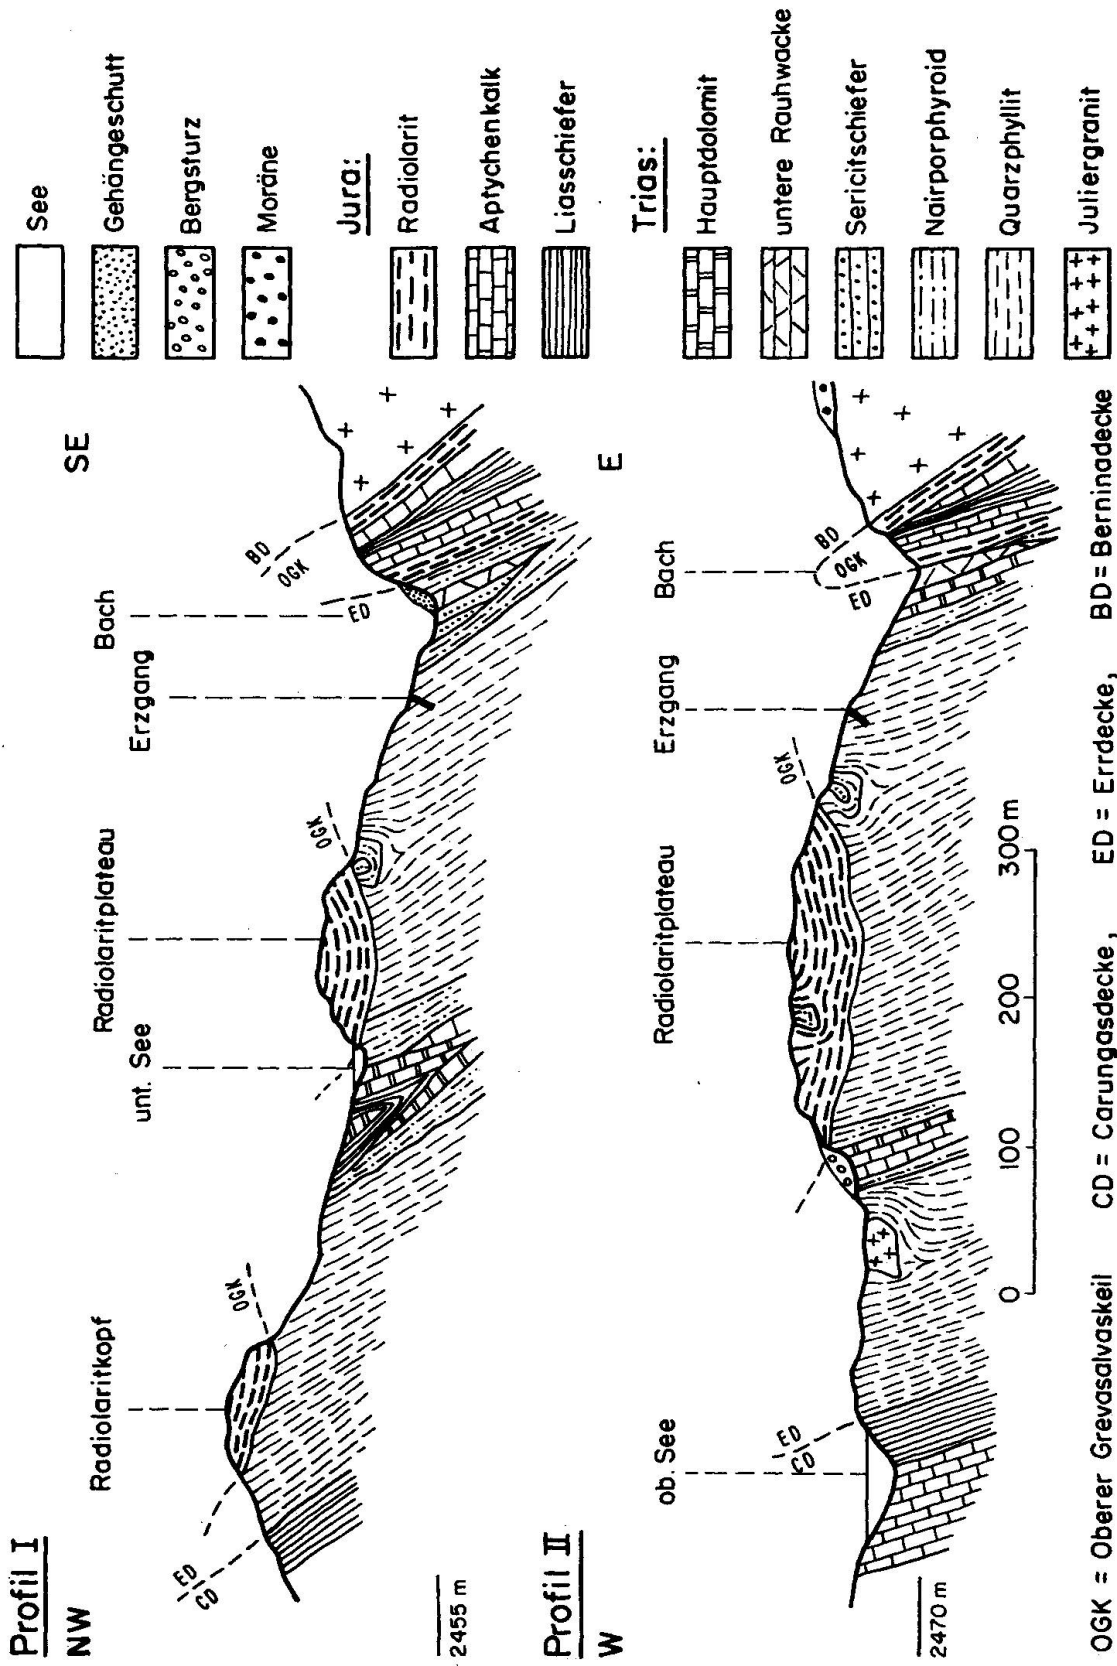 Profil I
NW
SE
Radiolaritkopf
unt. See
Radiolaritplateau
Erzgang
Bach
ED
CD
OGK
OGK
ED
OGK
BD
2455 m
Profil II
W
E
ob. See
Radiolaritplateau
Erzgang
Bach
ED
CD
OGK
ED
OGK
BD
2470 m
0 100 200 300 m
See
Gehängeschutt
Bergsturz
Moräne
Jura:
Radiolarit
Aptychenkalk
Liasschiefer
Trias:
Hauptdolomit
untere Rauhwacke
Sericitschiefer
Nairporphyroid
Quarzphyllit
Juliergranit
OGK = Oberer Grevasalvaskeil CD = Carungasdecke, ED = Errdecke, BD = Berninadecke